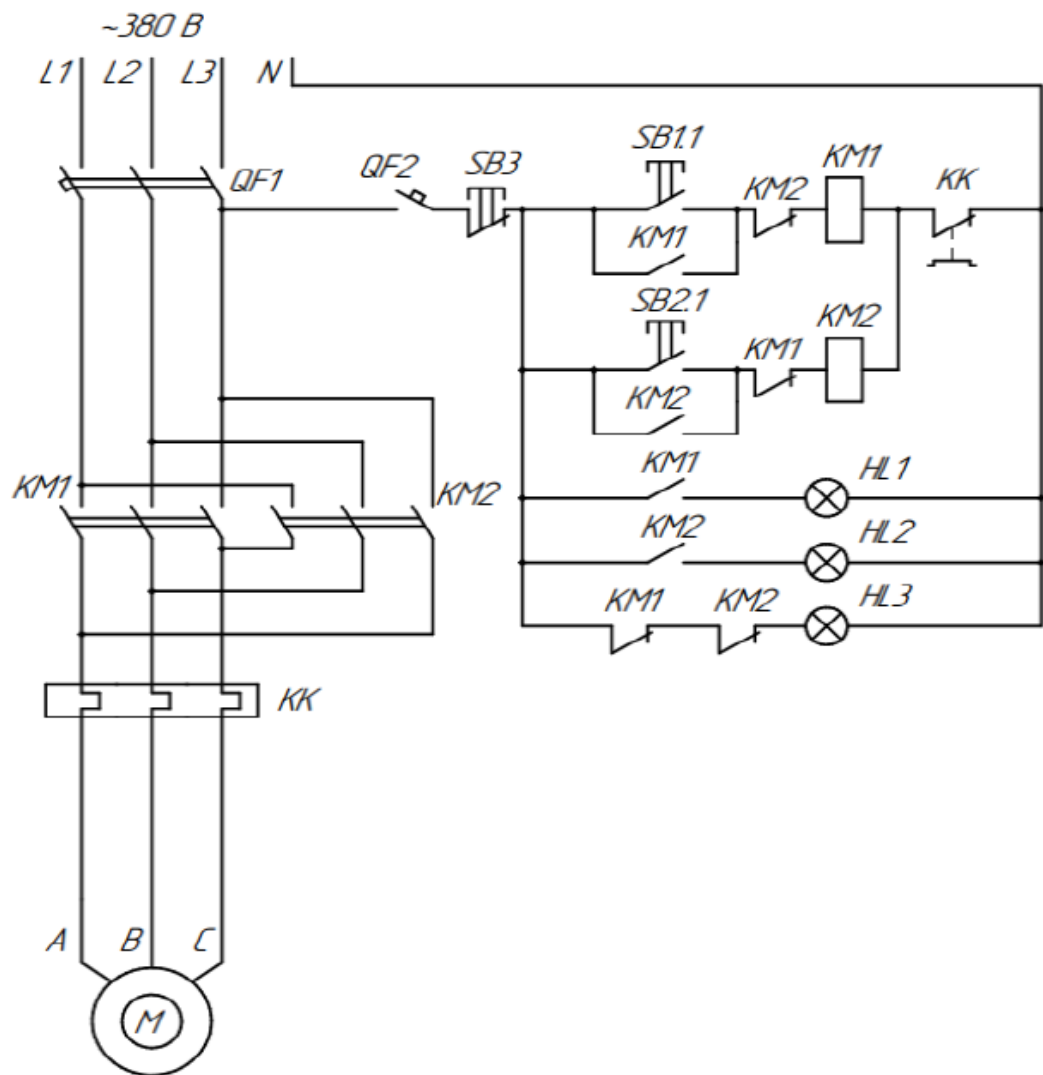 ~380 В
L1 L2 L3 N
QF1 QF2 SB3 SB1.1 KM2 KM1 KK
KM1
SB2.1 KM1 KM2
KM2
KM1 KM2
KM1 HL1
KM2 HL2
KM1 KM2 HL3
KK
A B C
M